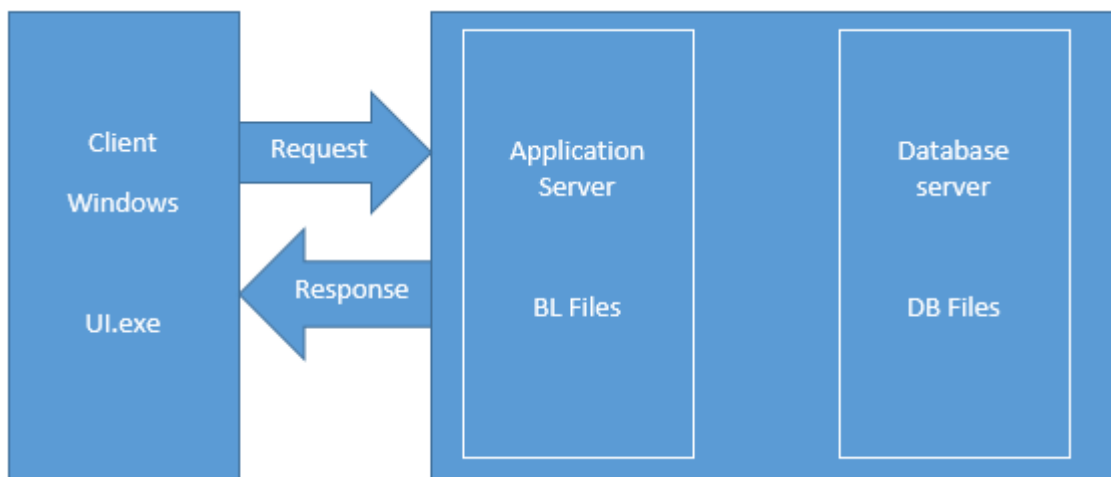 Client
Windows
UI.exe
Request
Response
Application
Server
BL Files
Database
server
DB Files